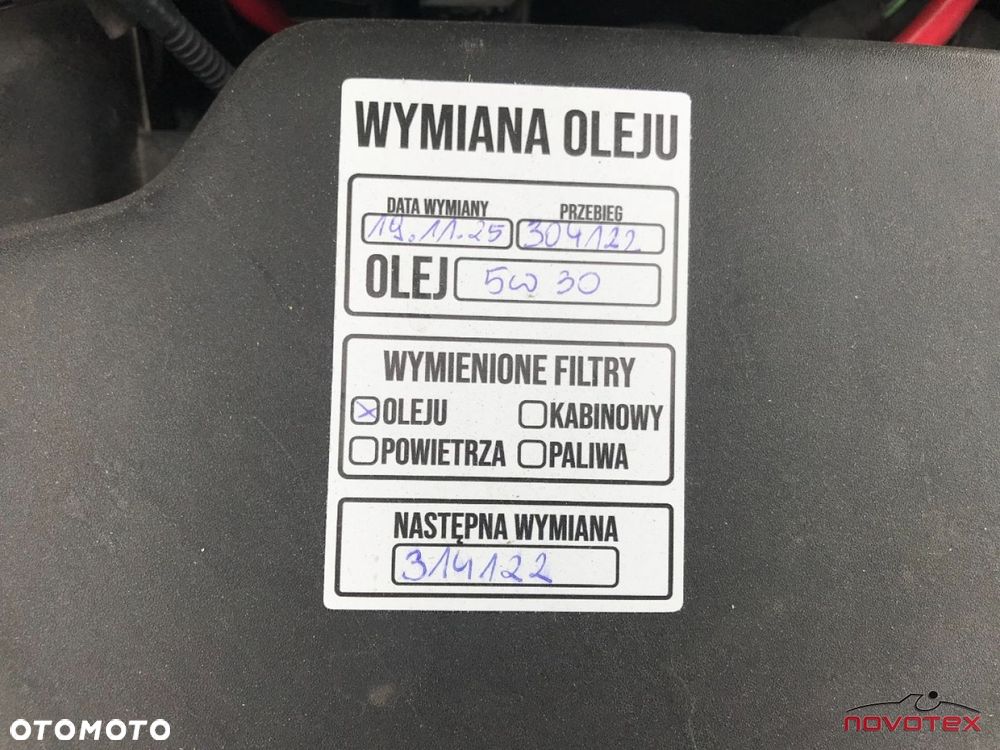 WYMIANA OLEJU
DATA WYMIANY PRZEBIEG
19.11.25 304122
OLEJ 5w 30
WYMIENIONE FILTRY
OLEJU KABINOWY
POWIETRZA PALIWA
NASTĘPNA WYMIANA
314122
OTOMOTO
NOVOTEX